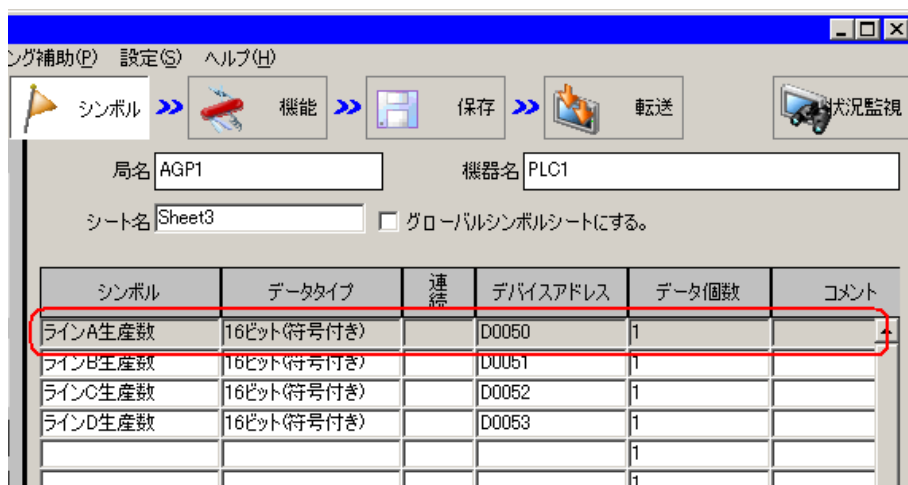 ング補助(P) 設定(S) ヘルプ(H)
シンボル 機能 保存 転送 状況監視
局名 AGP1 機器名 PLC1
シート名 Sheet3 グローバルシンボルシートにする。
シンボル データタイプ 連続 デバイスアドレス データ個数 コメント
ラインA生産数 16ビット(符号付き) D0050 1
ラインB生産数 16ビット(符号付き) D0051 1
ラインC生産数 16ビット(符号付き) D0052 1
ラインD生産数 16ビット(符号付き) D0053 1
1
1